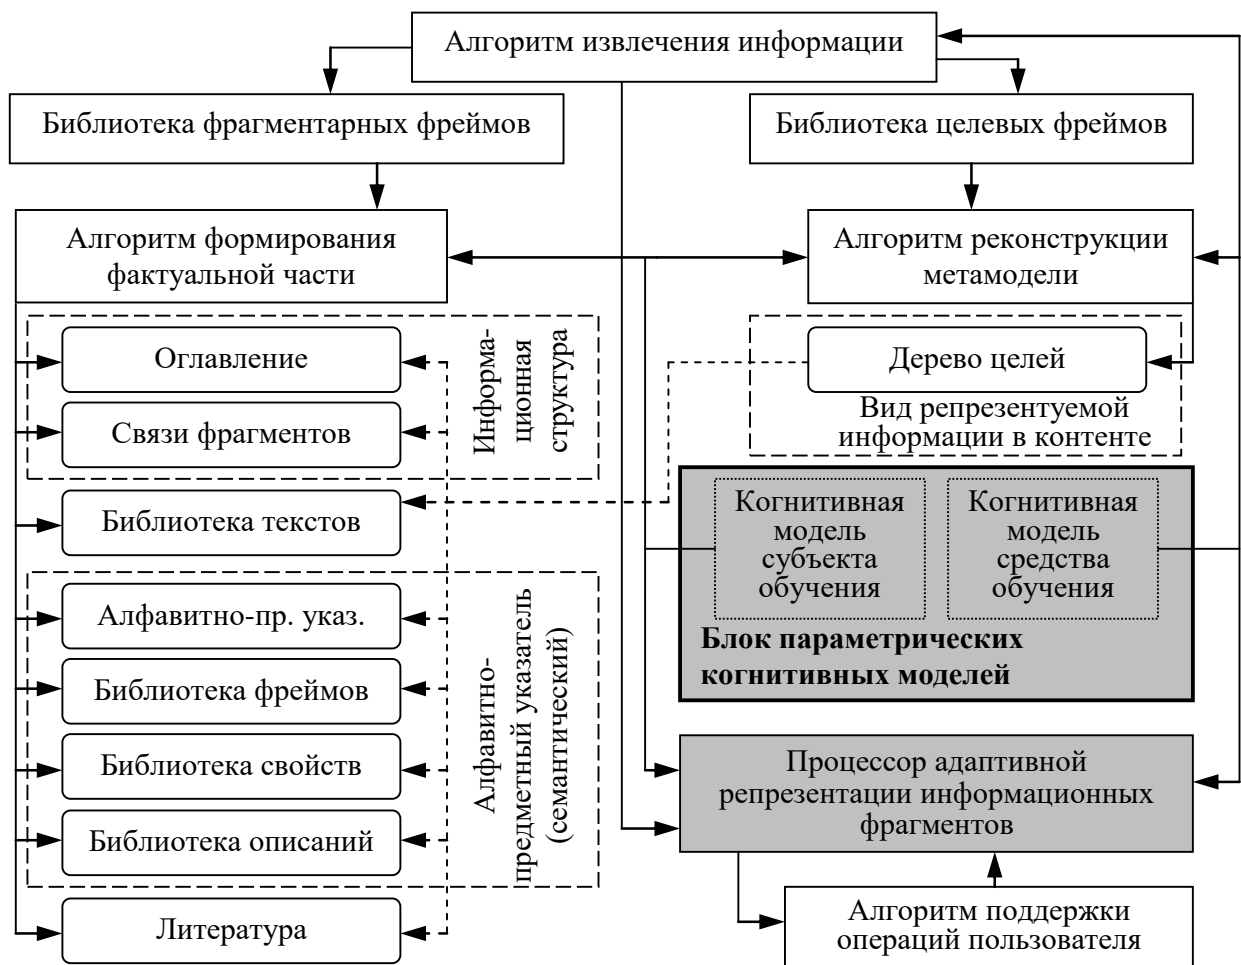 Алгоритм извлечения информации
Библиотека фрагментарных фреймов
Библиотека целевых фреймов
Алгоритм формирования
фактуальной части
Алгоритм реконструкции
метамодели
Оглавление
Связи фрагментов
Информа-
ционная
структура
Дерево целей
Вид репрезентуемой
информации в контенте
Библиотека текстов
Когнитивная
модель
субъекта
обучения
Когнитивная
модель
средства
обучения
Блок параметрических
когнитивных моделей
Алфавитно-пр. указ.
Библиотека фреймов
Библиотека свойств
Библиотека описаний
Алфавитно-
предметный указатель
(семантический)
Процессор адаптивной
репрезентации информационных
фрагментов
Литература
Алгоритм поддержки
операций пользователя